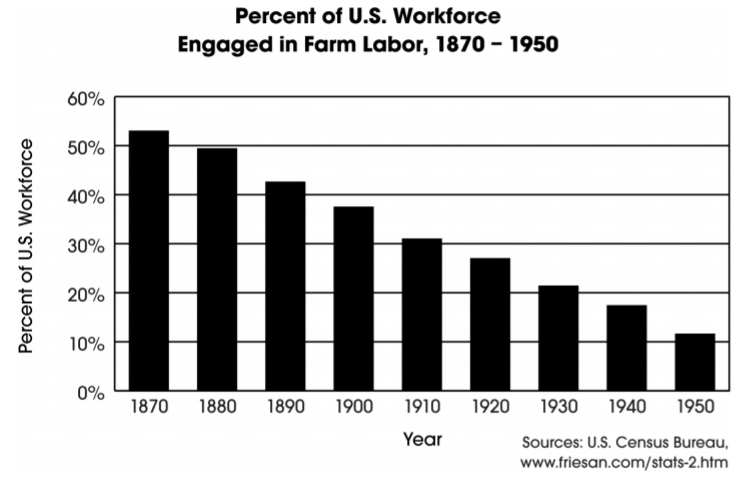 Percent of U.S. Workforce
Engaged in Farm Labor, 1870 – 1950
Percent of U.S. Workforce
60%
50%
40%
30%
20%
10%
0%
1870 1880 1890 1900 1910 1920 1930 1940 1950
Year
Sources: U.S. Census Bureau,
www.friesan.com/stats-2.htm